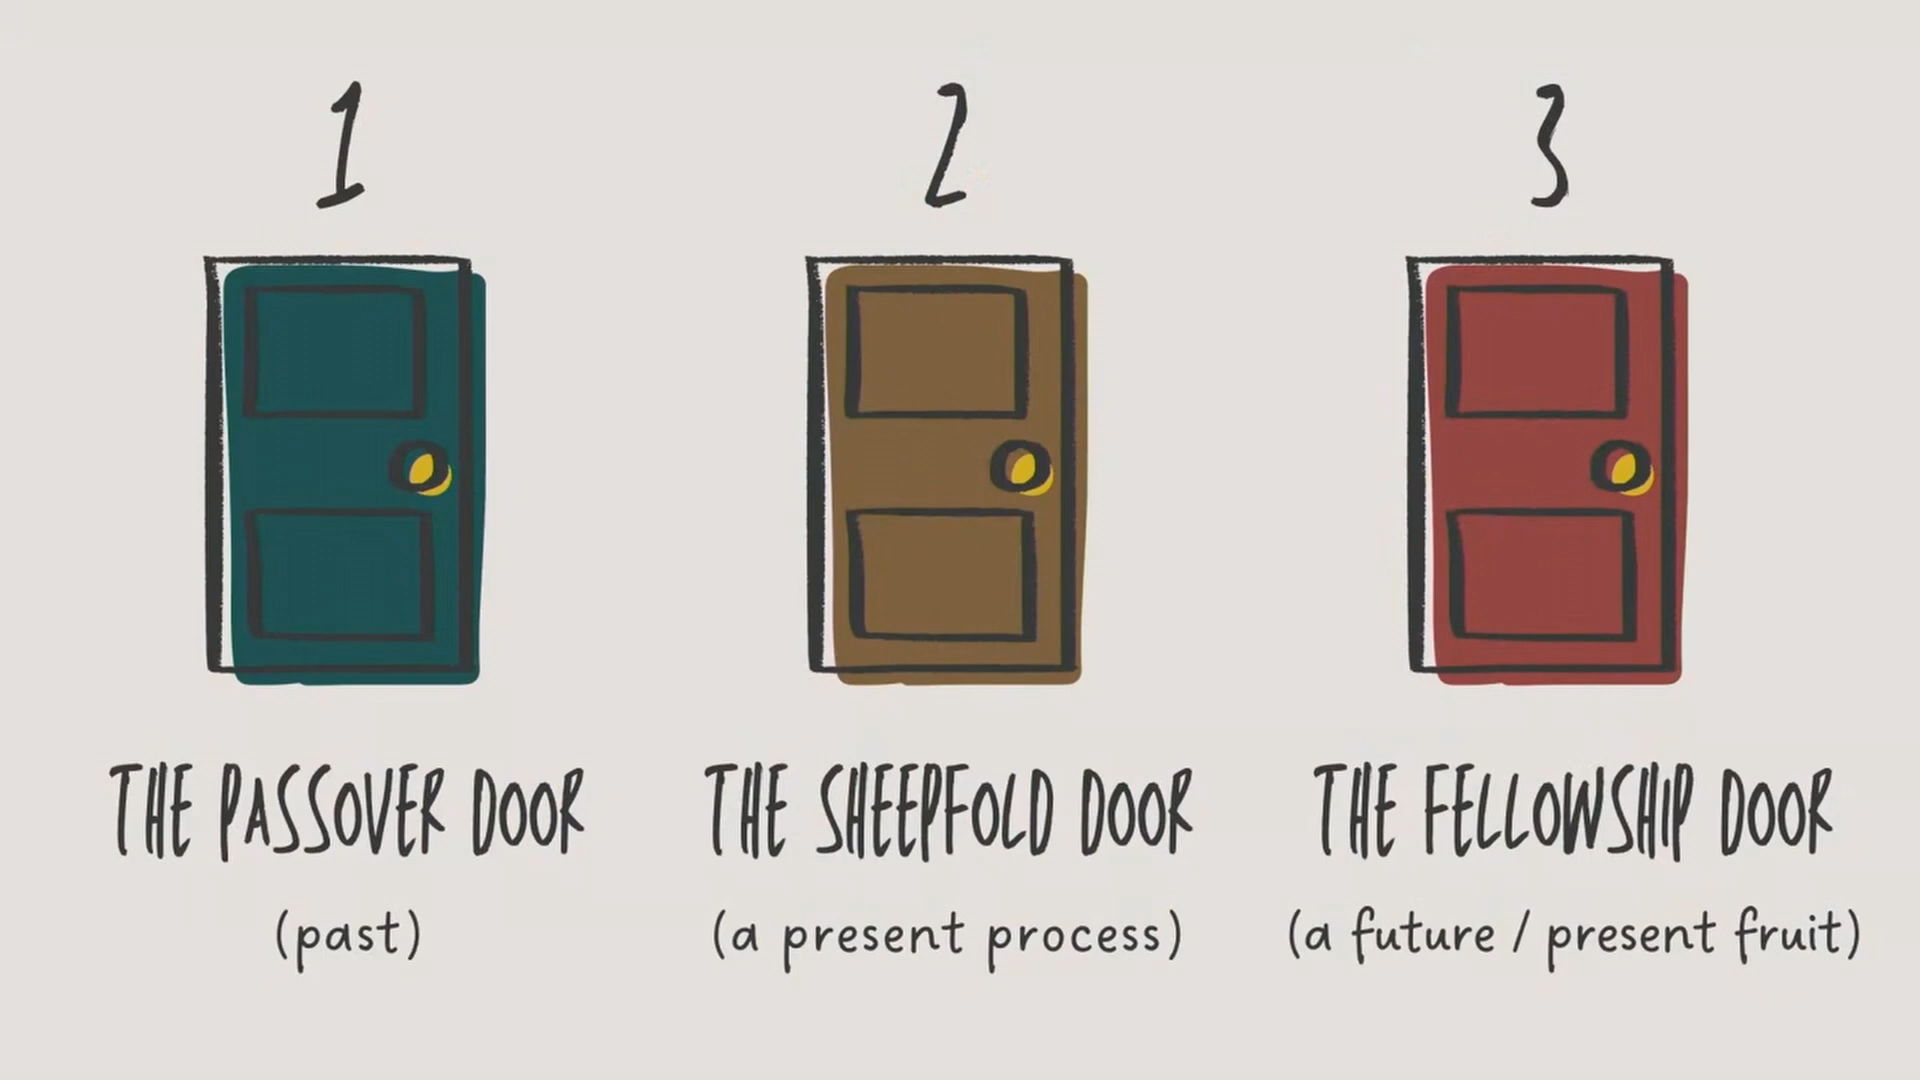 1
2
3
THE PASSOVER DOOR
THE SHEEPFOLD DOOR
THE FELLOWSHIP DOOR
(past)
(a present process)
(a future / present fruit)